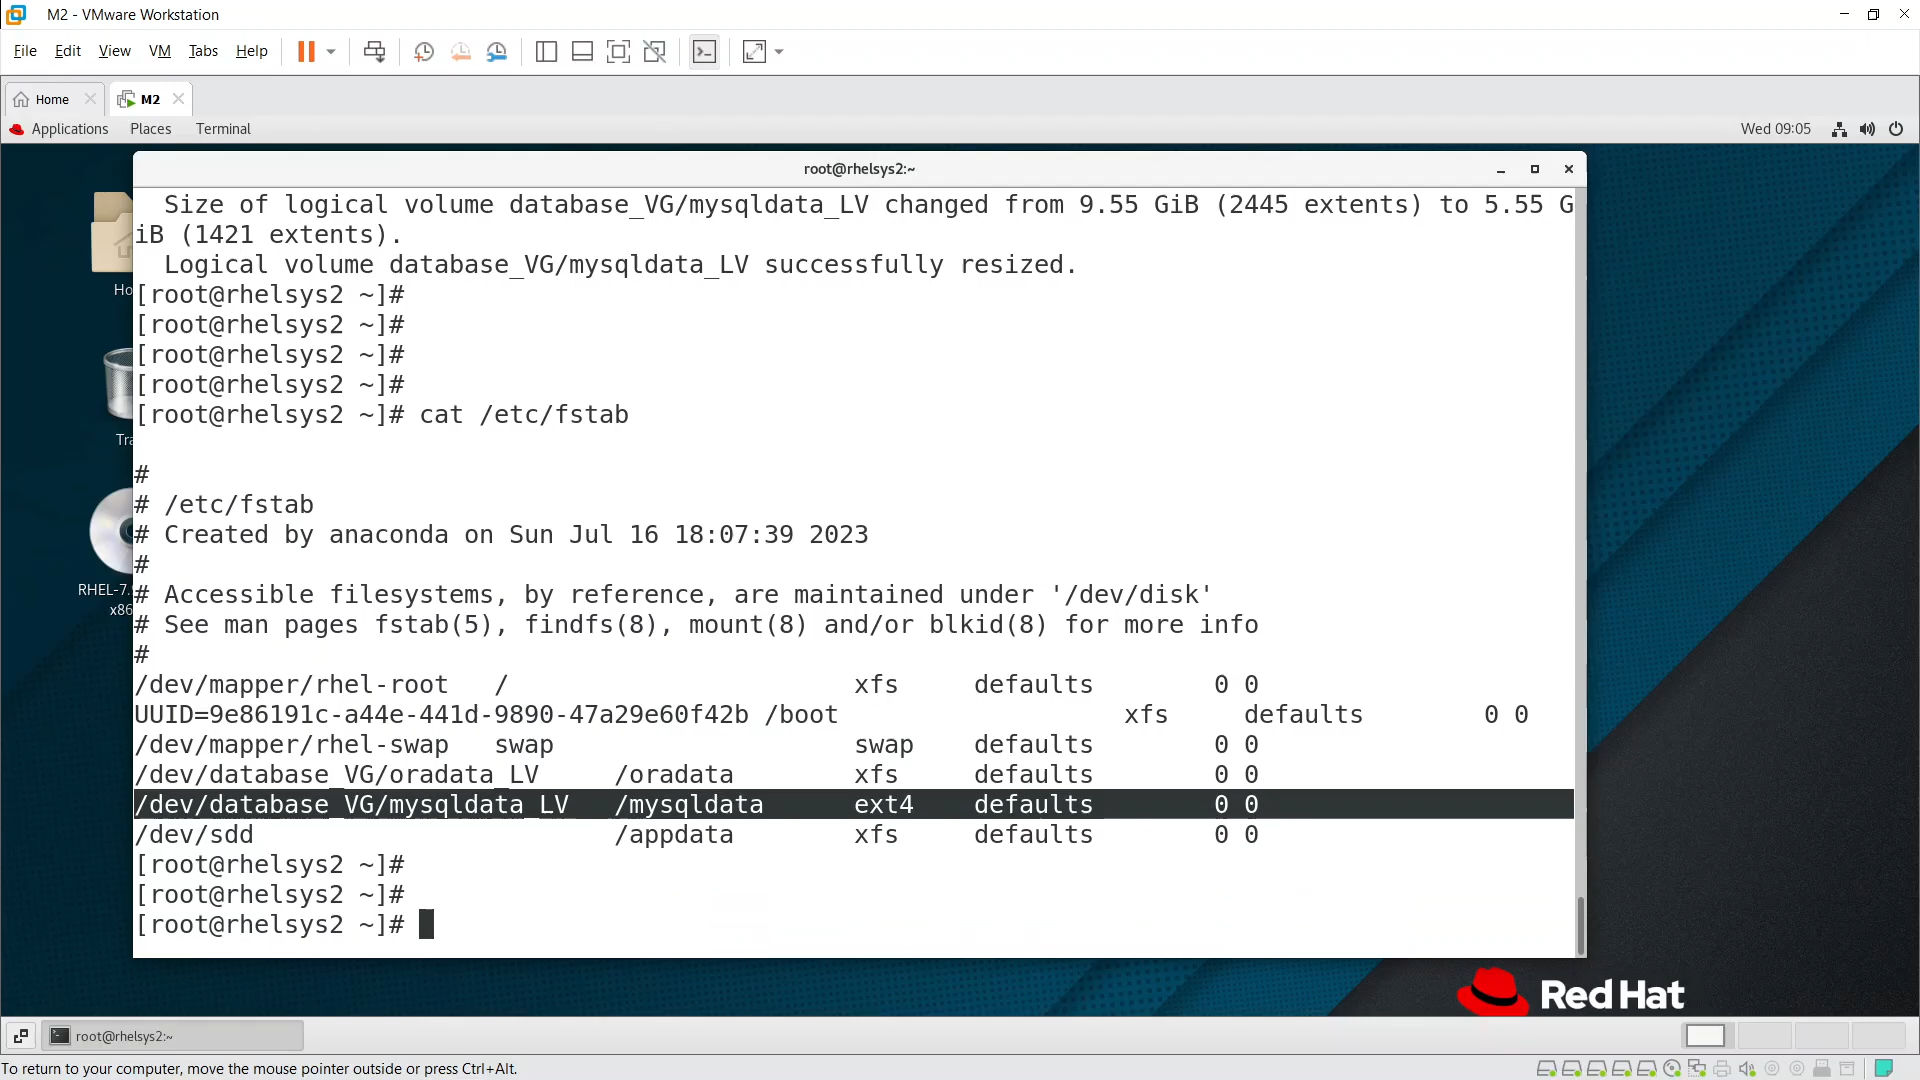 M2 - VMware Workstation
File Edit View VM Tabs Help
Home M2
Applications Places Terminal Wed 09:05
root@rhelsys2:~
Size of logical volume database_VG/mysqldata_LV changed from 9.55 GiB (2445 extents) to 5.55 G
iB (1421 extents).
Logical volume database_VG/mysqldata_LV successfully resized.
[root@rhelsys2 ~]#
[root@rhelsys2 ~]#
[root@rhelsys2 ~]#
[root@rhelsys2 ~]#
[root@rhelsys2 ~]# cat /etc/fstab
#
# /etc/fstab
# Created by anaconda on Sun Jul 16 18:07:39 2023
#
# Accessible filesystems, by reference, are maintained under '/dev/disk'
# See man pages fstab(5), findfs(8), mount(8) and/or blkid(8) for more info
#
/dev/mapper/rhel-root / xfs defaults 0 0
UUID=9e86191c-a44e-441d-9890-47a29e60f42b /boot xfs defaults 0 0
/dev/mapper/rhel-swap swap swap defaults 0 0
/dev/database_VG/oradata_LV /oradata xfs defaults 0 0
/dev/database_VG/mysqldata_LV /mysqldata ext4 defaults 0 0
/dev/sdd /appdata xfs defaults 0 0
[root@rhelsys2 ~]#
[root@rhelsys2 ~]#
[root@rhelsys2 ~]#
Ho
Tra
RHEL-7.
x86
Red Hat
root@rhelsys2:~
To return to your computer, move the mouse pointer outside or press Ctrl+Alt.